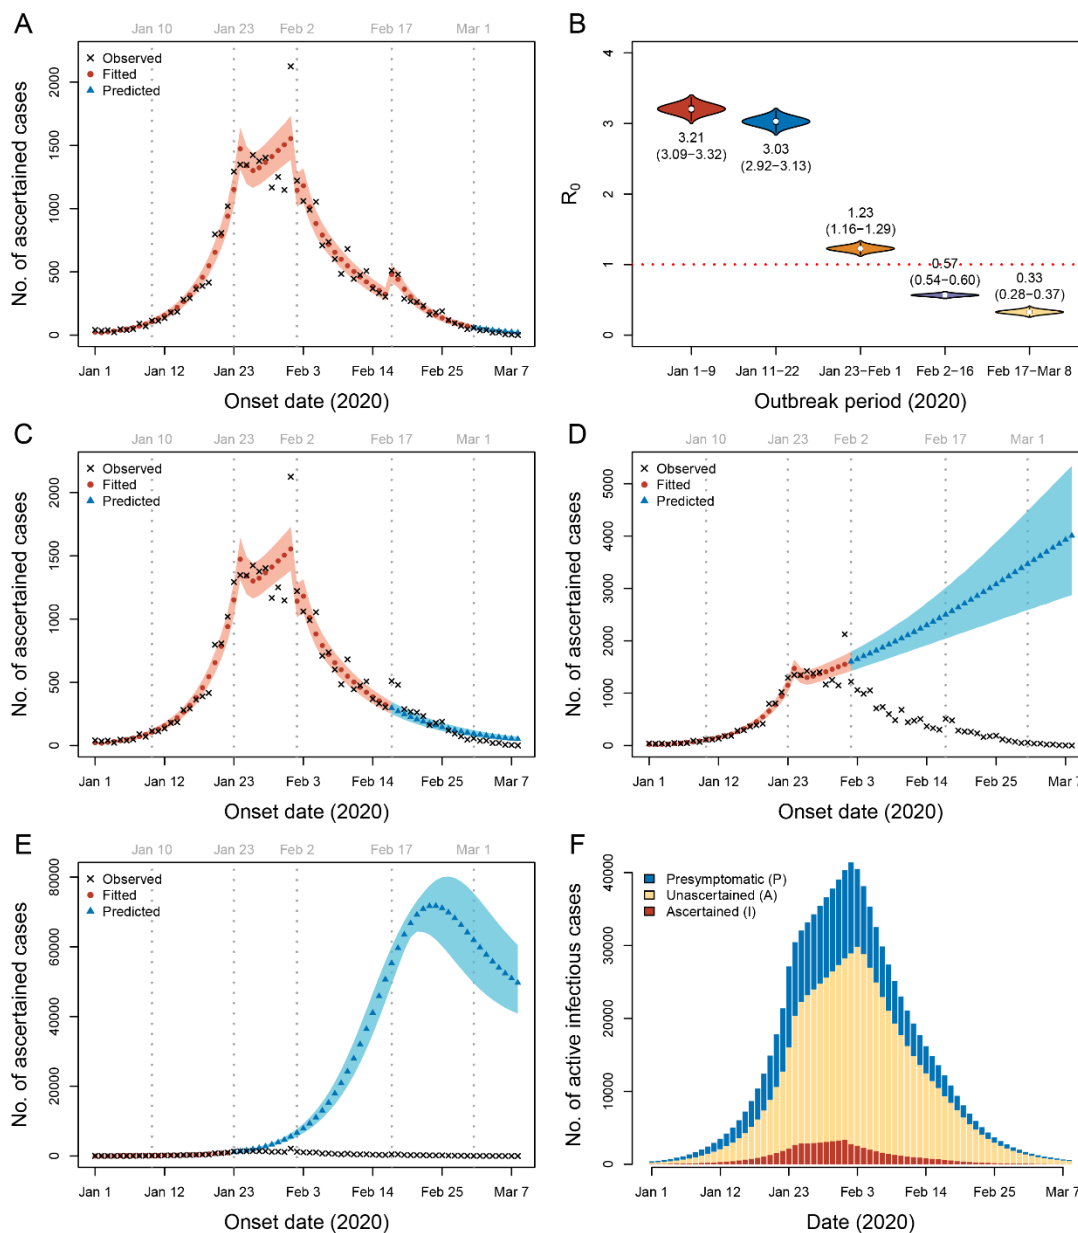 A
Jan 10 Jan 23 Feb 2 Feb 17 Mar 1
Observed
Fitted
Predicted
No. of ascertained cases
0 500 1000 1500 2000
Jan 1 Jan 12 Jan 23 Feb 3 Feb 14 Feb 25 Mar 7
Onset date (2020)
B
R0
0 1 2 3 4
3.21
(3.09−3.32)
3.03
(2.92−3.13)
1.23
(1.16−1.29)
0.57
(0.54−0.60)
0.33
(0.28−0.37)
Jan 1−9 Jan 11−22 Jan 23−Feb 1 Feb 2−16 Feb 17−Mar 8
Outbreak period (2020)
C
Jan 10 Jan 23 Feb 2 Feb 17 Mar 1
Observed
Fitted
Predicted
No. of ascertained cases
0 500 1000 1500 2000
Jan 1 Jan 12 Jan 23 Feb 3 Feb 14 Feb 25 Mar 7
Onset date (2020)
D
Jan 10 Jan 23 Feb 2 Feb 17 Mar 1
Observed
Fitted
Predicted
No. of ascertained cases
0 1000 2000 3000 4000 5000
Jan 1 Jan 12 Jan 23 Feb 3 Feb 14 Feb 25 Mar 7
Onset date (2020)
E
Jan 10 Jan 23 Feb 2 Feb 17 Mar 1
Observed
Fitted
Predicted
No. of ascertained cases
0 20000 40000 60000 80000
Jan 1 Jan 12 Jan 23 Feb 3 Feb 14 Feb 25 Mar 7
Onset date (2020)
F
Presymptomatic (P)
Unascertained (A)
Ascertained (I)
No. of active infectious cases
0 10000 20000 30000 40000
Jan 1 Jan 12 Jan 23 Feb 3 Feb 14 Feb 25 Mar 7
Date (2020)